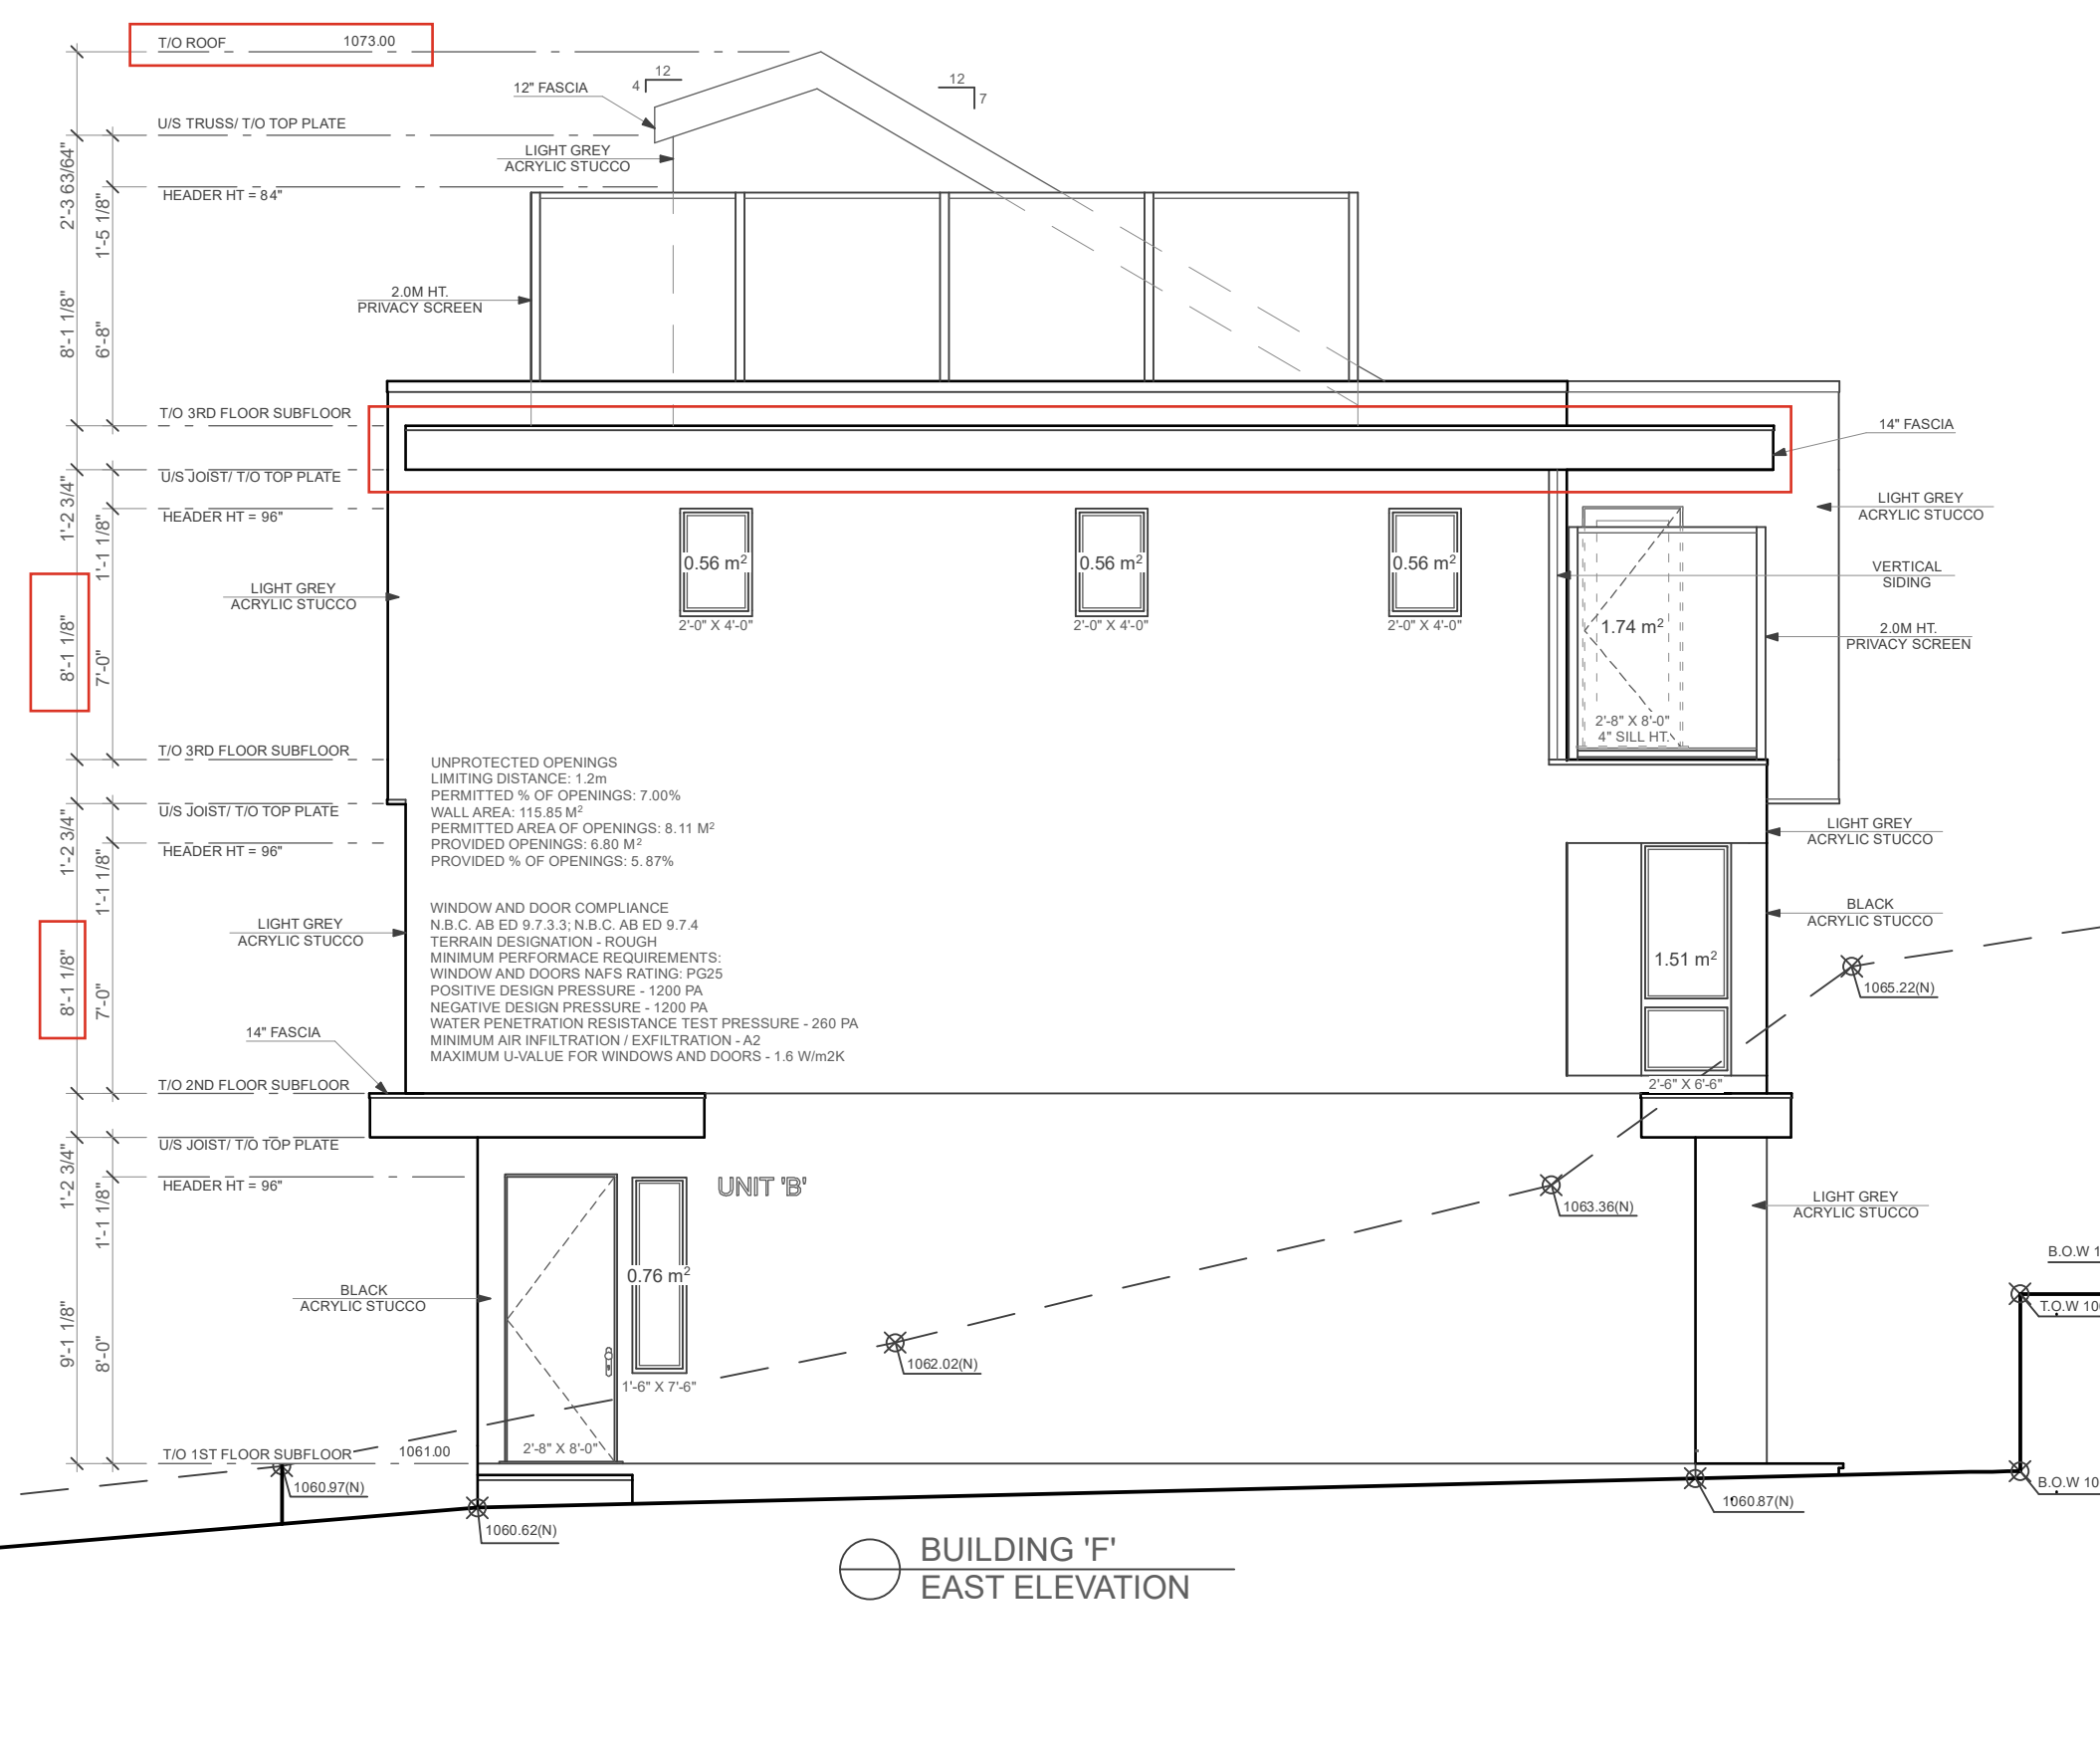 T/O ROOF 1073.00
12
4
12
7
12" FASCIA
U/S TRUSS/ T/O TOP PLATE
LIGHT GREY
ACRYLIC STUCCO
HEADER HT = 84"
2'-3 63/64"
1'-5 1/8"
2.0M HT.
PRIVACY SCREEN
8'-1 1/8"
6'-8"
T/O 3RD FLOOR SUBFLOOR
14" FASCIA
U/S JOIST/ T/O TOP PLATE
HEADER HT = 96"
1'-2 3/4"
1'-1 1/8"
LIGHT GREY
ACRYLIC STUCCO
0.56 m²
0.56 m²
0.56 m²
2'-0" X 4'-0"
2'-0" X 4'-0"
2'-0" X 4'-0"
VERTICAL
SIDING
LIGHT GREY
ACRYLIC STUCCO
1.74 m²
2.0M HT.
PRIVACY SCREEN
8'-1 1/8"
7'-0"
2'-8" X 8'-0"
4" SILL HT.
T/O 3RD FLOOR SUBFLOOR
UNPROTECTED OPENINGS
LIMITING DISTANCE: 1.2m
PERMITTED % OF OPENINGS: 7.00%
WALL AREA: 115.85 M²
PERMITTED AREA OF OPENINGS: 8.11 M²
PROVIDED OPENINGS: 6.80 M²
PROVIDED % OF OPENINGS: 5.87%
U/S JOIST/ T/O TOP PLATE
HEADER HT = 96"
1'-2 3/4"
1'-1 1/8"
LIGHT GREY
ACRYLIC STUCCO
WINDOW AND DOOR COMPLIANCE
N.B.C. AB ED 9.7.3.3; N.B.C. AB ED 9.7.4
TERRAIN DESIGNATION - ROUGH
MINIMUM PERFORMACE REQUIREMENTS:
WINDOW AND DOORS NAFS RATING: PG25
POSITIVE DESIGN PRESSURE - 1200 PA
NEGATIVE DESIGN PRESSURE - 1200 PA
WATER PENETRATION RESISTANCE TEST PRESSURE - 260 PA
MINIMUM AIR INFILTRATION / EXFILTRATION - A2
MAXIMUM U-VALUE FOR WINDOWS AND DOORS - 1.6 W/m2K
LIGHT GREY
ACRYLIC STUCCO
BLACK
ACRYLIC STUCCO
1.51 m²
1065.22(N)
8'-1 1/8"
7'-0"
14" FASCIA
T/O 2ND FLOOR SUBFLOOR
2'-6" X 6'-6"
U/S JOIST/ T/O TOP PLATE
HEADER HT = 96"
1'-2 3/4"
1'-1 1/8"
UNIT 'B'
1063.36(N)
LIGHT GREY
ACRYLIC STUCCO
B.O.W 1
T.O.W 10
0.76 m²
BLACK
ACRYLIC STUCCO
1062.02(N)
9'-1 1/8"
8'-0"
1'-6" X 7'-6"
T/O 1ST FLOOR SUBFLOOR 1061.00
2'-8" X 8'-0"
1060.97(N)
1060.62(N)
1060.87(N)
B.O.W 10
BUILDING 'F'
EAST ELEVATION